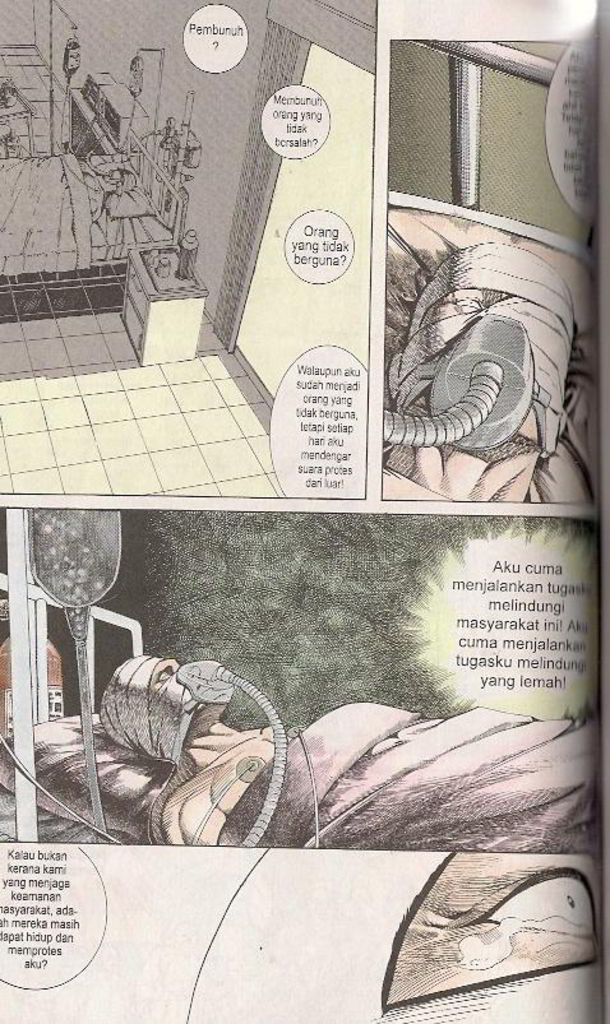 Pembunuh
?
Membunuh
orang yang
tidak
bersalah?
Orang
yang tidak
berguna?
Walaupun aku
sudah menjadi
orang yang
tidak berguna,
tetapi setiap
hari aku
mendengar
suara protes
dari luar!
Aku cuma
menjalankan tugasku
melindungi
masyarakat ini! Aku
cuma menjalankan
tugasku melindungi
yang lemah!
Kalau bukan
kerana kami
yang menjaga
keamanan
masyarakat, ada-
ah mereka masih
dapat hidup dan
memprotes
aku?